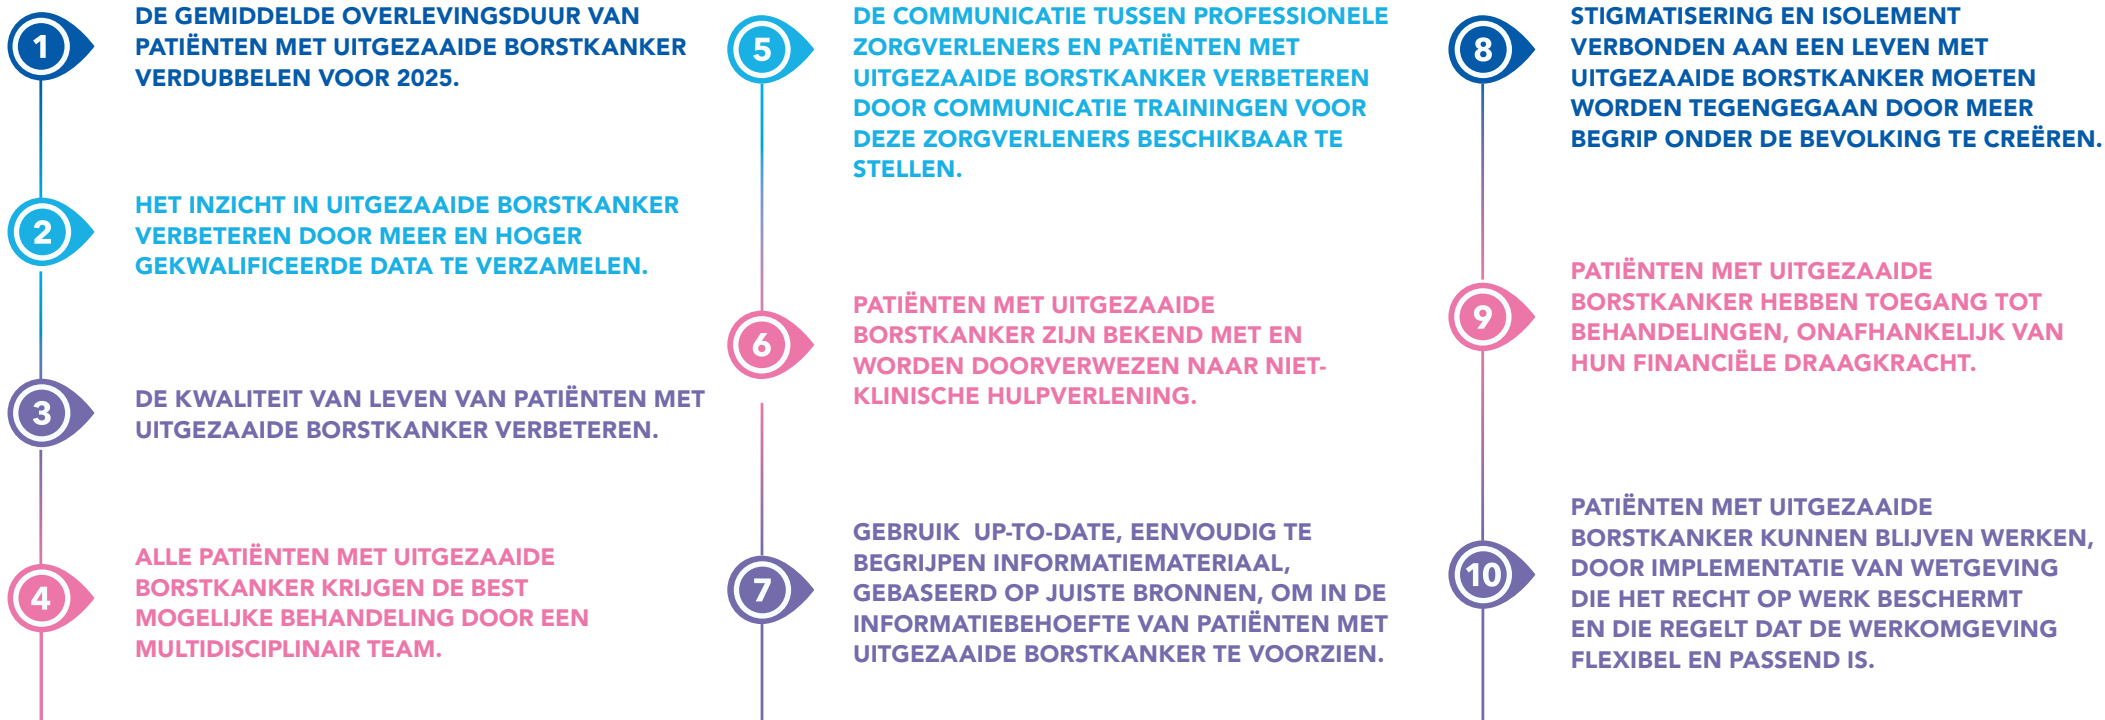 1
DE GEMIDDELDE OVERLEVINGSDUUR VAN
PATIËNTEN MET UITGEZAAIDE BORSTKANKER
VERDUBBELEN VOOR 2025.
2
HET INZICHT IN UITGEZAAIDE BORSTKANKER
VERBETEREN DOOR MEER EN HOGER
GEKWALIFICEERDE DATA TE VERZAMELEN.
3
DE KWALITEIT VAN LEVEN VAN PATIËNTEN MET
UITGEZAAIDE BORSTKANKER VERBETEREN.
4
ALLE PATIËNTEN MET UITGEZAAIDE
BORSTKANKER KRIJGEN DE BEST
MOGELIJKE BEHANDELING DOOR EEN
MULTIDISCIPLINAIR TEAM.
5
DE COMMUNICATIE TUSSEN PROFESSIONELE
ZORGVERLENERS EN PATIËNTEN MET
UITGEZAAIDE BORSTKANKER VERBETEREN
DOOR COMMUNICATIE TRAININGEN VOOR
DEZE ZORGVERLENERS BESCHIKBAAR TE
STELLEN.
6
PATIËNTEN MET UITGEZAAIDE
BORSTKANKER ZIJN BEKEND MET EN
WORDEN DOORVERWEZEN NAAR NIET-
KLINISCHE HULPVERLENING.
7
GEBRUIK  UP-TO-DATE, EENVOUDIG TE
BEGRIJPEN INFORMATIEMATERIAAL,
GEBASEERD OP JUISTE BRONNEN, OM IN DE
INFORMATIEBEHOEFTE VAN PATIËNTEN MET
UITGEZAAIDE BORSTKANKER TE VOORZIEN.
8
STIGMATISERING EN ISOLEMENT
VERBONDEN AAN EEN LEVEN MET
UITGEZAAIDE BORSTKANKER MOETEN
WORDEN TEGENGEGAAN DOOR MEER
BEGRIP ONDER DE BEVOLKING TE CREËREN.
9
PATIËNTEN MET UITGEZAAIDE
BORSTKANKER HEBBEN TOEGANG TOT
BEHANDELINGEN, ONAFHANKELIJK VAN
HUN FINANCIËLE DRAAGKRACHT.
10
PATIËNTEN MET UITGEZAAIDE
BORSTKANKER KUNNEN BLIJVEN WERKEN,
DOOR IMPLEMENTATIE VAN WETGEVING
DIE HET RECHT OP WERK BESCHERMT
EN DIE REGELT DAT DE WERKOMGEVING
FLEXIBEL EN PASSEND IS.